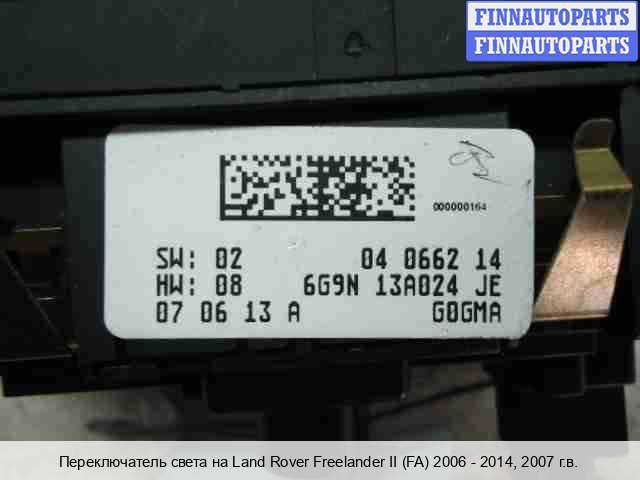 FINNAUTOPARTS
FINNAUTOPARTS
000000164
SW: 02 04 0662 14
HW: 08 6G9N 13A024 JE
07 06 13 A G0GMA
Переключатель света на Land Rover Freelander II (FA) 2006 - 2014, 2007 г.в.